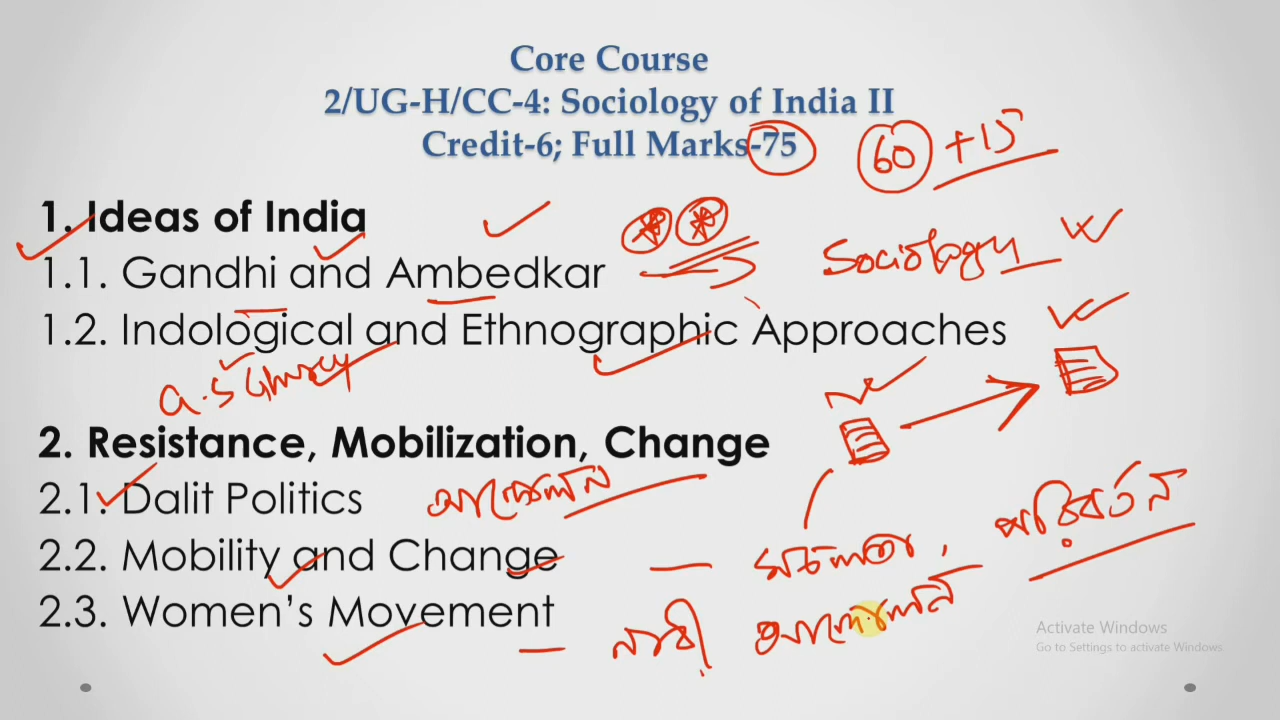 Core Course
2/UG-H/CC-4: Sociology of India II
Credit-6; Full Marks-75
60 + 15
1. Ideas of India
Sociology
1.1. Gandhi and Ambedkar
1.2. Indological and Ethnographic Approaches
2. Resistance, Mobilization, Change
2.1. Dalit Politics
পরিবর্তন
2.2. Mobility and Change
2.3. Women's Movement
নারী আন্দোলন
Activate Windows
Go to Settings to activate Windows.